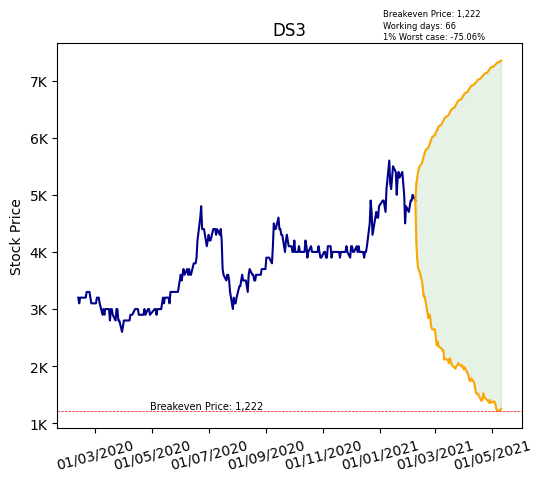 Breakeven Price: 1,222
Working days: 66
1% Worst case: -75.06%
DS3
Stock Price
7K
6K
5K
4K
3K
2K
1K
Breakeven Price: 1,222
01/03/2020
01/05/2020
01/07/2020
01/09/2020
01/11/2020
01/01/2021
01/03/2021
01/05/2021